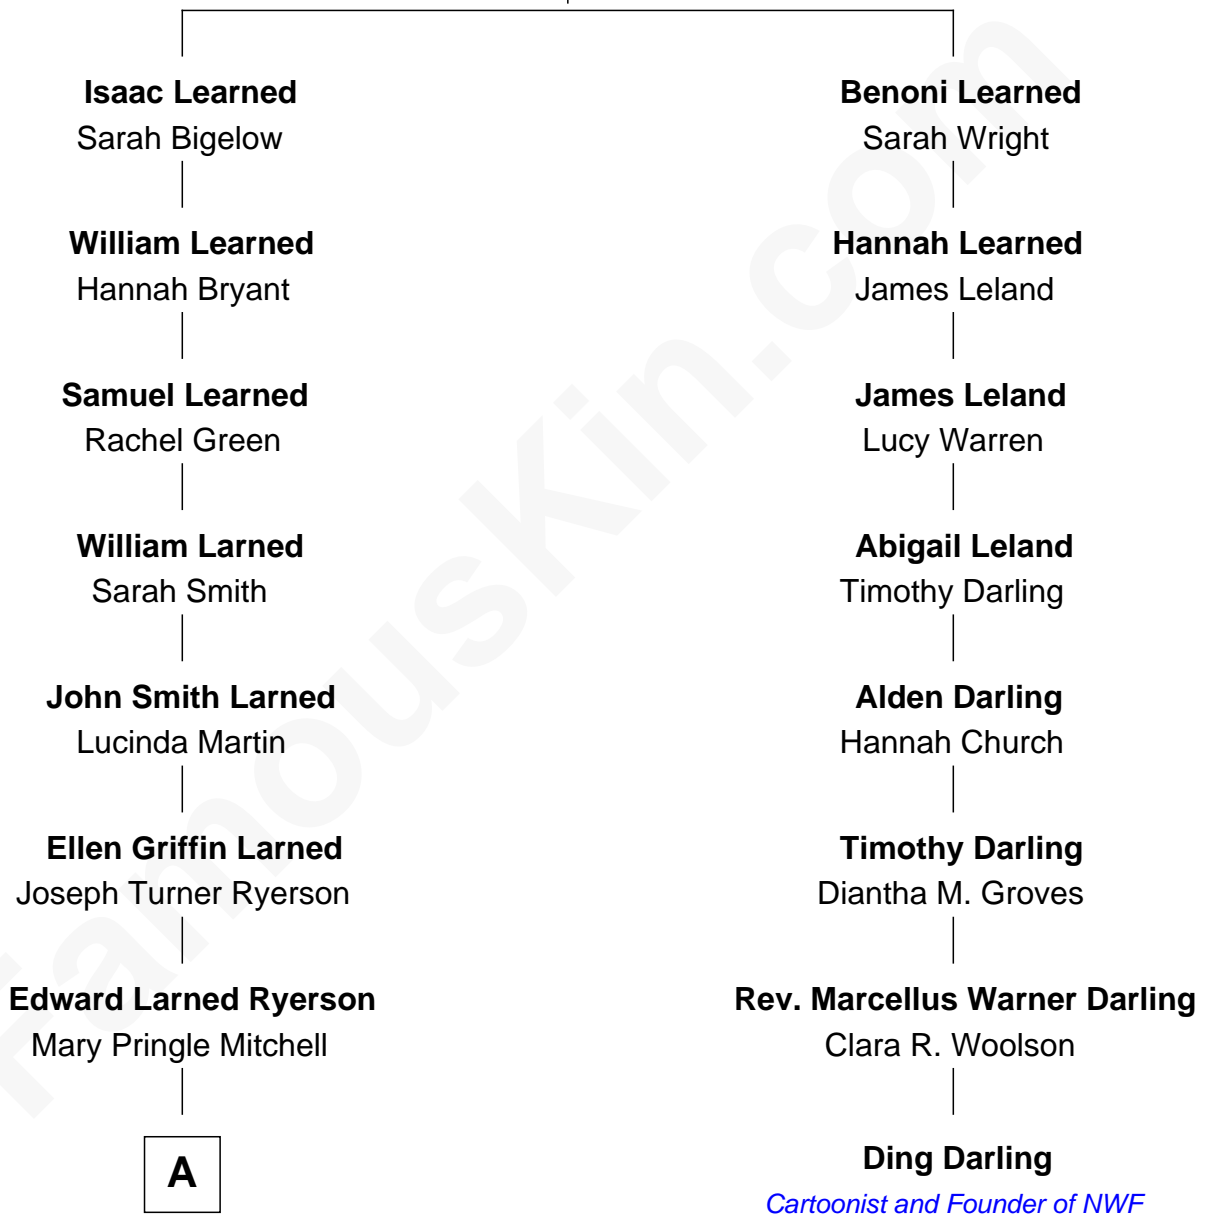 Isaac Learned
Sarah Bigelow
William Learned
Hannah Bryant
Samuel Learned
Rachel Green
William Larned
Sarah Smith
John Smith Larned
Lucinda Martin
Ellen Griffin Larned
Joseph Turner Ryerson
Edward Larned Ryerson
Mary Pringle Mitchell
A
Benoni Learned
Sarah Wright
Hannah Learned
James Leland
James Leland
Lucy Warren
Abigail Leland
Timothy Darling
Alden Darling
Hannah Church
Timothy Darling
Diantha M. Groves
Rev. Marcellus Warner Darling
Clara R. Woolson
Ding Darling
Cartoonist and Founder of NWF
FamousKin.com